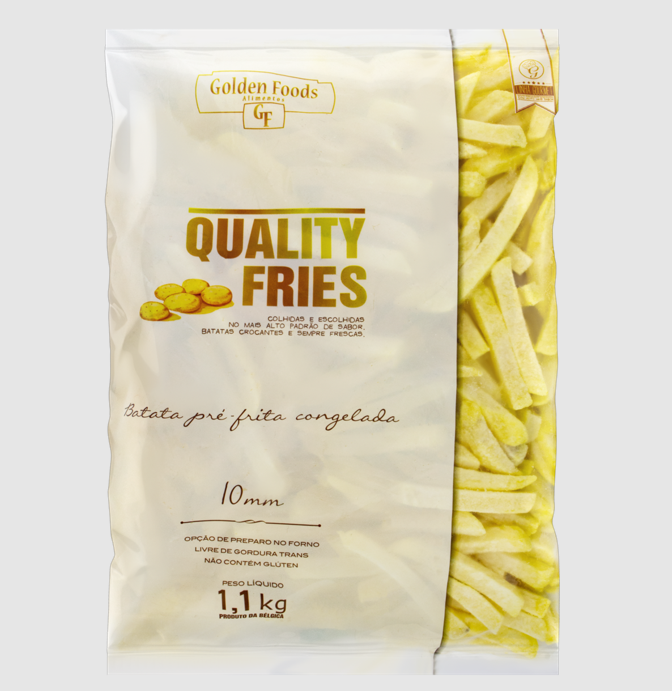 Golden Foods
Alimentos
GF
G
QUALITY
FRIES
COLHIDAS E ESCOLHIDAS
NO MAIS ALTO PADRÃO DE SABOR.
BATATAS CROCANTES E SEMPRE FRESCAS.
Batata pré-frita congelada
10mm
OPÇÃO DE PREPARO NO FORNO
LIVRE DE GORDURA TRANS
NÃO CONTÉM GLÚTEN
PESO LÍQUIDO
1,1 kg
PRODUTO DA BÉLGICA